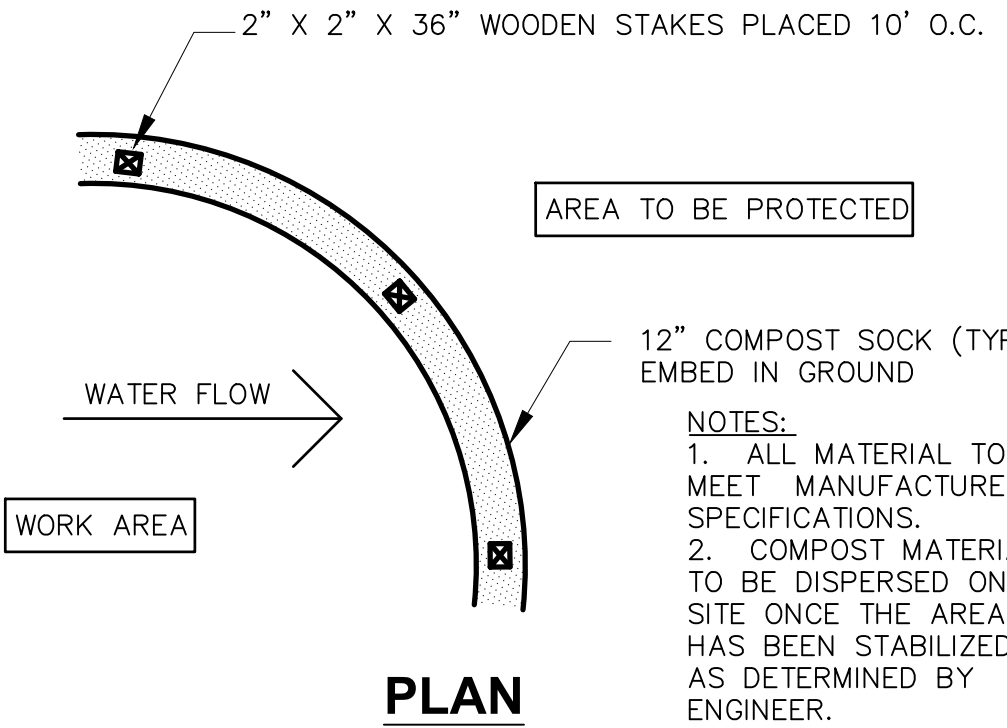 2” X 2” X 36” WOODEN STAKES PLACED 10’ O.C.
AREA TO BE PROTECTED
12” COMPOST SOCK (TYP
EMBED IN GROUND
WATER FLOW
WORK AREA
NOTES:
1. ALL MATERIAL TO
MEET MANUFACTURE
SPECIFICATIONS.
2. COMPOST MATERIA
TO BE DISPERSED ON
SITE ONCE THE AREA
HAS BEEN STABILIZED
AS DETERMINED BY
ENGINEER.
PLAN